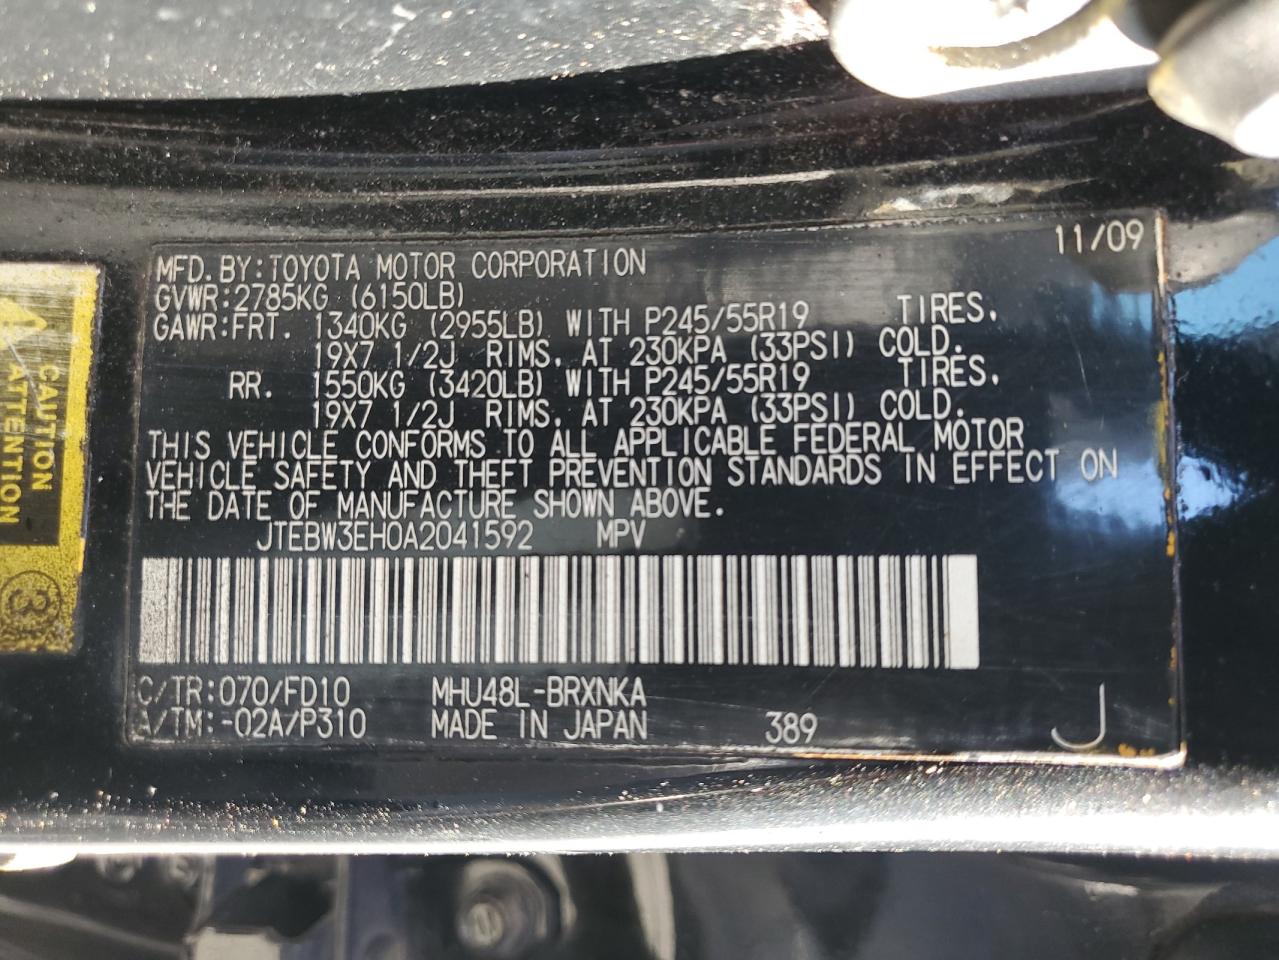 11/09
MFD. BY: TOYOTA MOTOR CORPORATION
GVWR: 2785KG (6150LB)
GAWR: FRT. 1340KG (2955LB) WITH P245/55R19 TIRES,
19X7 1/2J RIMS, AT 230KPA (33PSI) COLD.
RR. 1550KG (3420LB) WITH P245/55R19 TIRES,
19X7 1/2J RIMS, AT 230KPA (33PSI) COLD.
THIS VEHICLE CONFORMS TO ALL APPLICABLE FEDERAL MOTOR
VEHICLE SAFETY AND THEFT PREVENTION STANDARDS IN EFFECT ON
THE DATE OF MANUFACTURE SHOWN ABOVE.
JTEBW3EH0A2041592 MPV
C/TR: 070/FD10 MHU48L-BRXNKA
A/TM: -02A/P310 MADE IN JAPAN 389 J
CAUTION
ATTENTION